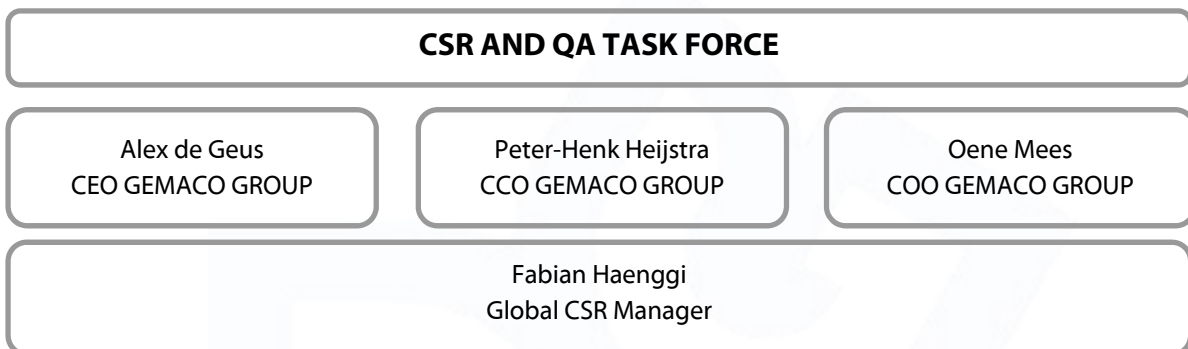 CSR AND QA TASK FORCE
Alex de Geus
CEO GEMACO GROUP
Peter-Henk Heijstra
CCO GEMACO GROUP
Oene Mees
COO GEMACO GROUP
Fabian Haenggi
Global CSR Manager